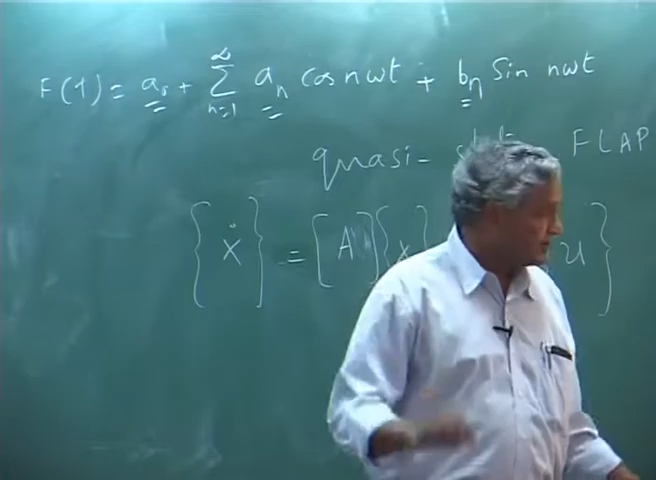 F(1) = a₀ + ∞ Σ n=1 aₙ cos nωt + bₙ Sin nωt
quasi- FLAP
{ẋ} = [A]{x u}